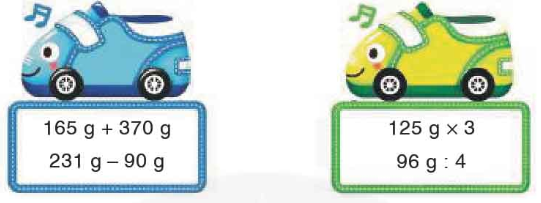 165 g + 370 g
231 g – 90 g
125 g × 3
96 g : 4